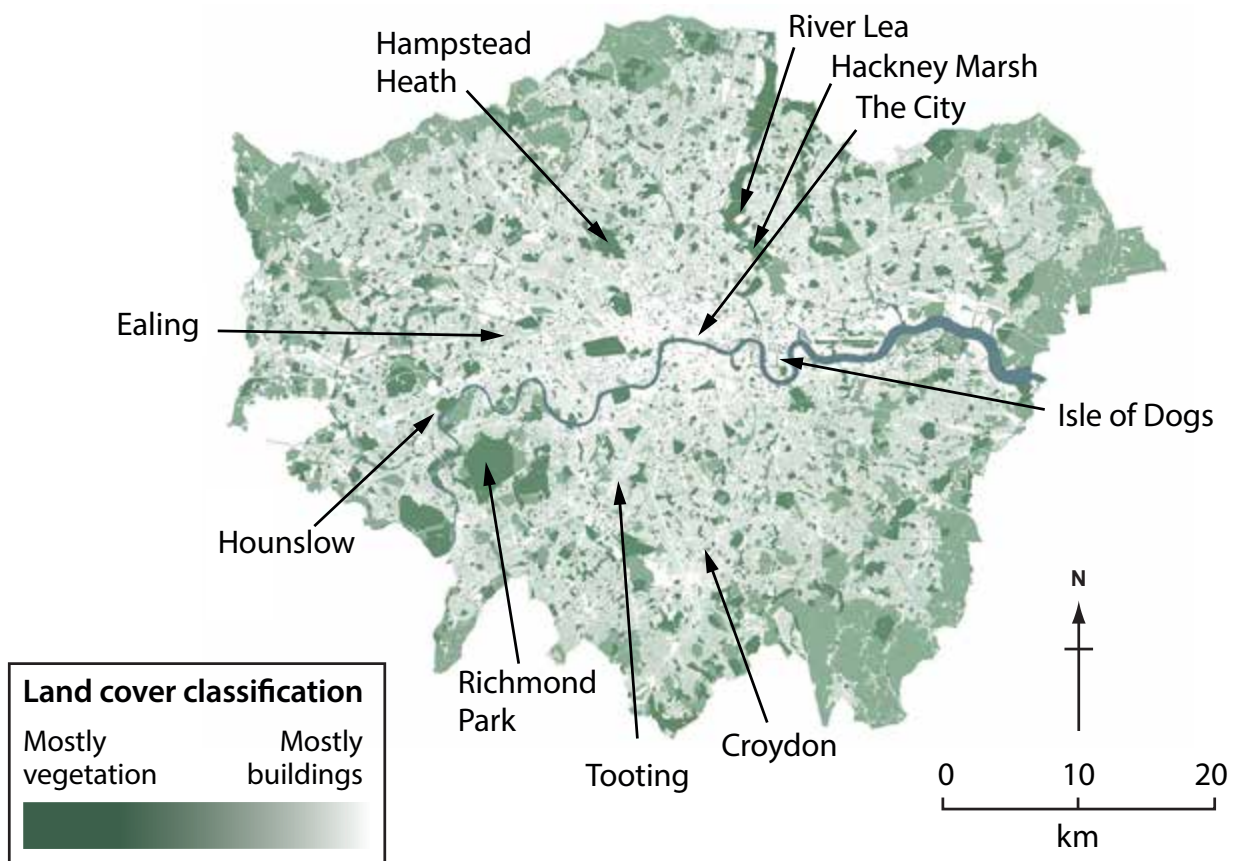 River Lea
Hampstead
Heath
Hackney Marsh
The City
Ealing
Isle of Dogs
Hounslow
N
Richmond
Park
Croydon
Tooting
Land cover classification
Mostly
vegetation
Mostly
buildings
0 10 20
km